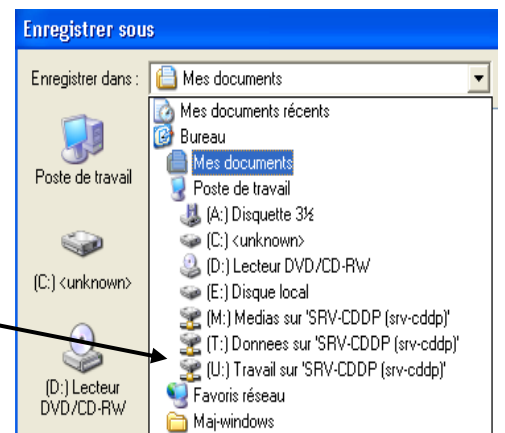 Enregistrer sous
Enregistrer dans :
Mes documents
Mes documents récents
Bureau
Mes documents
Poste de travail
(A:) Disquette 3½
(C:) <unknown>
(D:) Lecteur DVD/CD-RW
(E:) Disque local
(M:) Medias sur 'SRV-CDDP (srv-cddp)'
(T:) Donnees sur 'SRV-CDDP (srv-cddp)'
(U:) Travail sur 'SRV-CDDP (srv-cddp)'
Favoris réseau
Maj-windows
Poste de travail
(C:) <unknown>
(D:) Lecteur
DVD/CD-RW